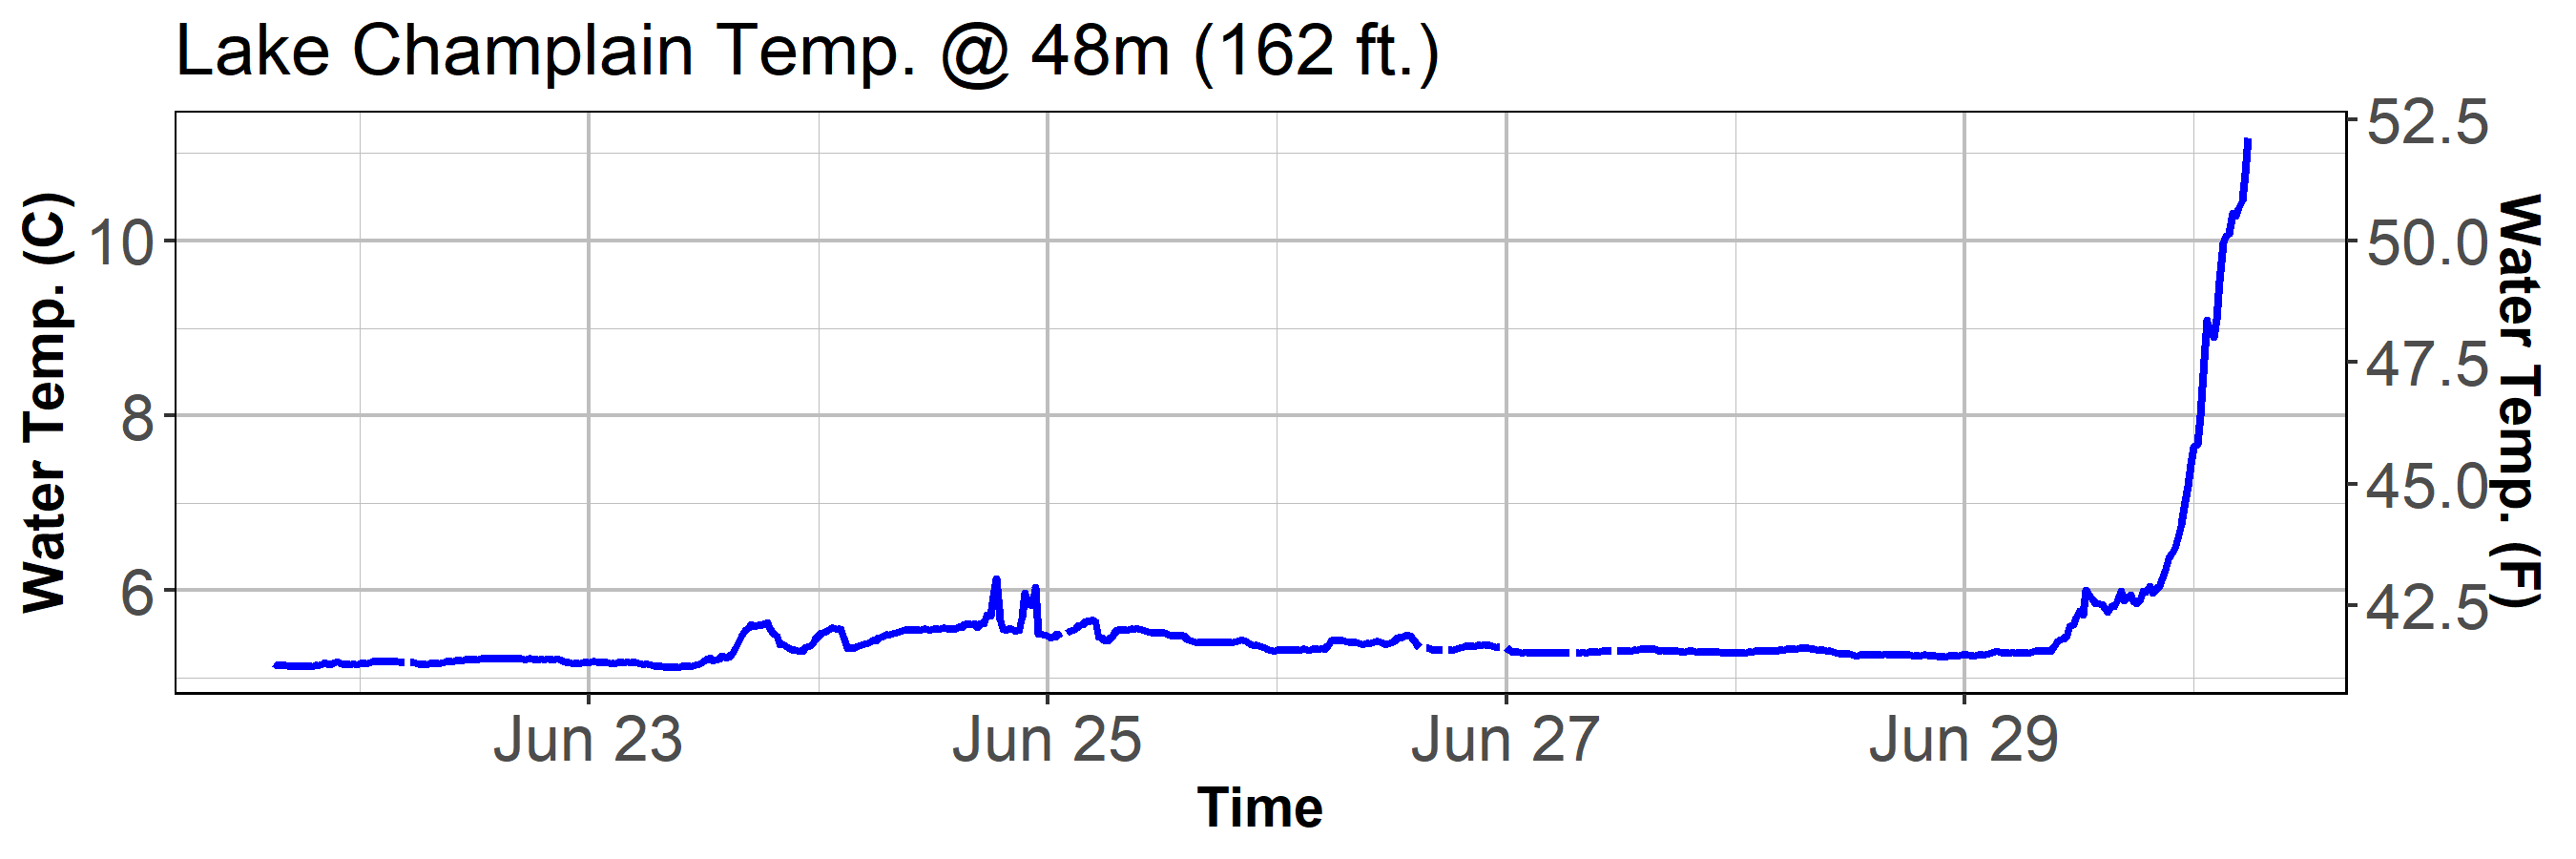 Lake Champlain Temp. @ 48m (162 ft.)
Water Temp. (C)
10
8
6
52.5
50.0
47.5
45.0
42.5
Water Temp. (F)
Jun 23
Jun 25
Jun 27
Jun 29
Time